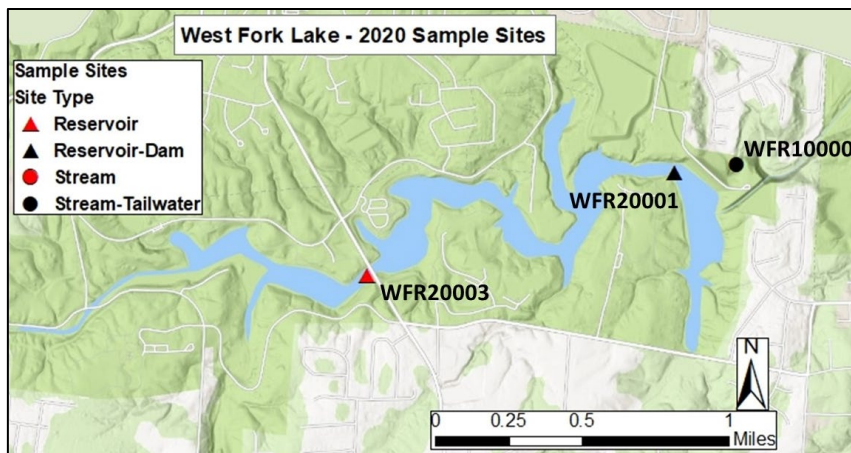 West Fork Lake - 2020 Sample Sites
Sample Sites
Site Type
Reservoir
Reservoir-Dam
Stream
Stream-Tailwater
WFR10000
WFR20001
WFR20003
N
0 0.25 0.5 1
Miles